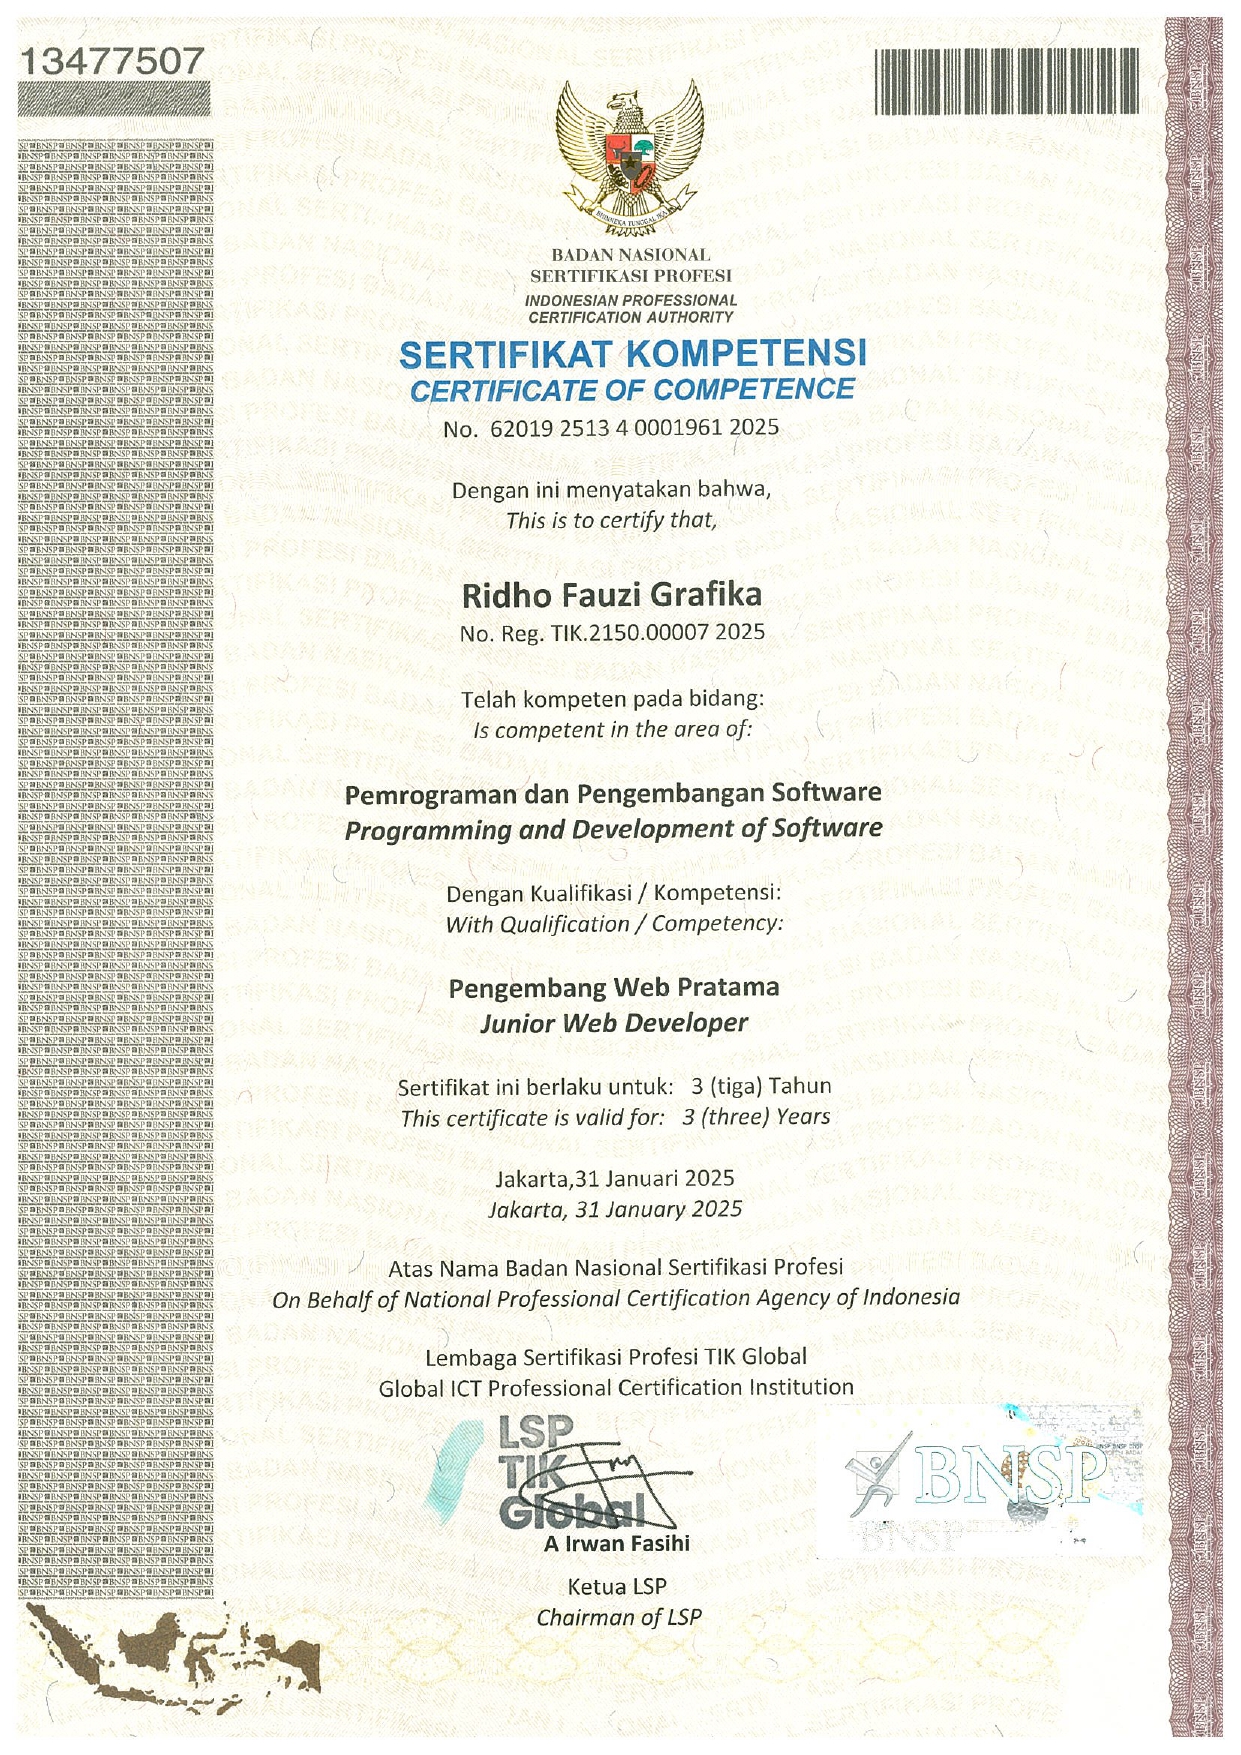 13477507
BHINNEKA TUNGGAL IKA
BADAN NASIONAL
SERTIFIKASI PROFESI
INDONESIAN PROFESSIONAL
CERTIFICATION AUTHORITY
SERTIFIKAT KOMPETENSI
CERTIFICATE OF COMPETENCE
No. 62019 2513 4 0001961 2025
Dengan ini menyatakan bahwa,
This is to certify that,
Ridho Fauzi Grafika
No. Reg. TIK.2150.00007 2025
Telah kompeten pada bidang:
Is competent in the area of:
Pemrograman dan Pengembangan Software
Programming and Development of Software
Dengan Kualifikasi / Kompetensi:
With Qualification / Competency:
Pengembang Web Pratama
Junior Web Developer
Sertifikat ini berlaku untuk: 3 (tiga) Tahun
This certificate is valid for: 3 (three) Years
Jakarta,31 Januari 2025
Jakarta, 31 January 2025
Atas Nama Badan Nasional Sertifikasi Profesi
On Behalf of National Professional Certification Agency of Indonesia
Lembaga Sertifikasi Profesi TIK Global
Global ICT Professional Certification Institution
LSP
TIK
Global
BNSP
BNSP
A Irwan Fasihi
Ketua LSP
Chairman of LSP